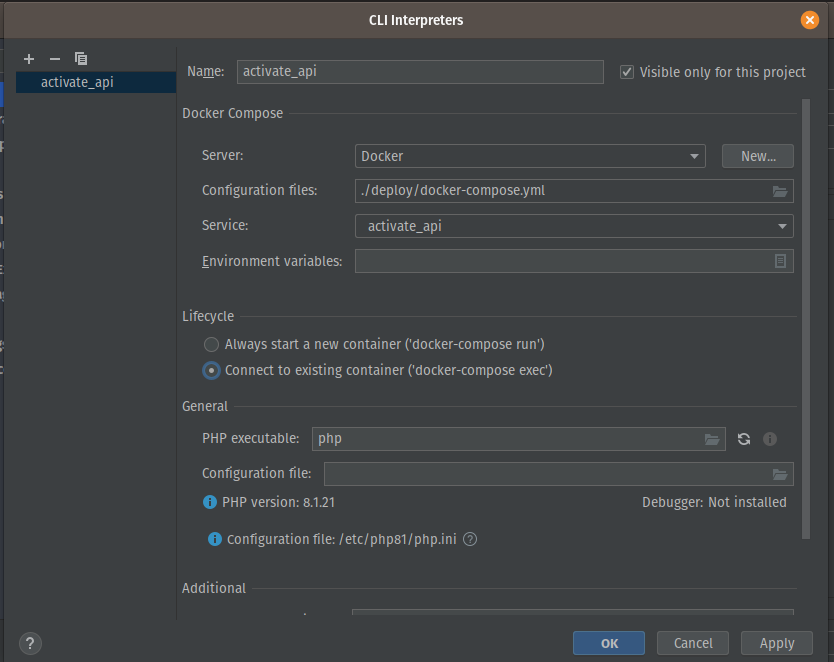 CLI Interpreters
activate_api
Name: activate_api Visible only for this project
Docker Compose
Server: Docker New...
Configuration files: ./deploy/docker-compose.yml
Service: activate_api
Environment variables:
Lifecycle
Always start a new container ('docker-compose run')
Connect to existing container ('docker-compose exec')
General
PHP executable: php
Configuration file:
PHP version: 8.1.21 Debugger: Not installed
Configuration file: /etc/php81/php.ini
Additional
OK Cancel Apply